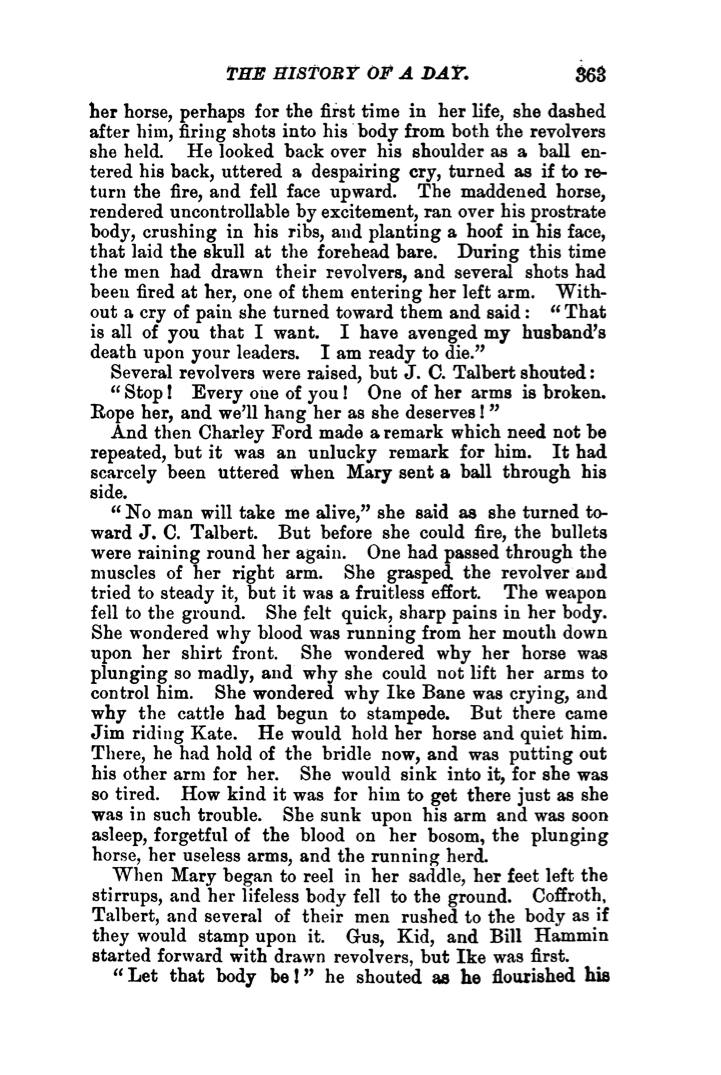 THE HISTORY OF A DAY. 363
her horse, perhaps for the first time in her life, she dashed
after him, firing shots into his body from both the revolvers
she held. He looked back over his shoulder as a ball en-
tered his back, uttered a despairing cry, turned as if to re-
turn the fire, and fell face upward. The maddened horse,
rendered uncontrollable by excitement, ran over his prostrate
body, crushing in his ribs, and planting a hoof in his face,
that laid the skull at the forehead bare. During this time
the men had drawn their revolvers, and several shots had
been fired at her, one of them entering her left arm. With-
out a cry of pain she turned toward them and said: "That
is all of you that I want. I have avenged my husband's
death upon your leaders. I am ready to die."
Several revolvers were raised, but J. C. Talbert shouted:
"Stop! Every one of you! One of her arms is broken.
Rope her, and we'll hang her as she deserves!"
And then Charley Ford made a remark which need not be
repeated, but it was an unlucky remark for him. It had
scarcely been uttered when Mary sent a ball through his
side.
"No man will take me alive," she said as she turned to-
ward J. C. Talbert. But before she could fire, the bullets
were raining round her again. One had passed through the
muscles of her right arm. She grasped the revolver and
tried to steady it, but it was a fruitless effort. The weapon
fell to the ground. She felt quick, sharp pains in her body.
She wondered why blood was running from her mouth down
upon her shirt front. She wondered why her horse was
plunging so madly, and why she could not lift her arms to
control him. She wondered why Ike Bane was crying, and
why the cattle had begun to stampede. But there came
Jim riding Kate. He would hold her horse and quiet him.
There, he had hold of the bridle now, and was putting out
his other arm for her. She would sink into it, for she was
so tired. How kind it was for him to get there just as she
was in such trouble. She sunk upon his arm and was soon
asleep, forgetful of the blood on her bosom, the plunging
horse, her useless arms, and the running herd.
When Mary began to reel in her saddle, her feet left the
stirrups, and her lifeless body fell to the ground. Coffroth,
Talbert, and several of their men rushed to the body as if
they would stamp upon it. Gus, Kid, and Bill Hammin
started forward with drawn revolvers, but Ike was first.
"Let that body be!" he shouted as he flourished his